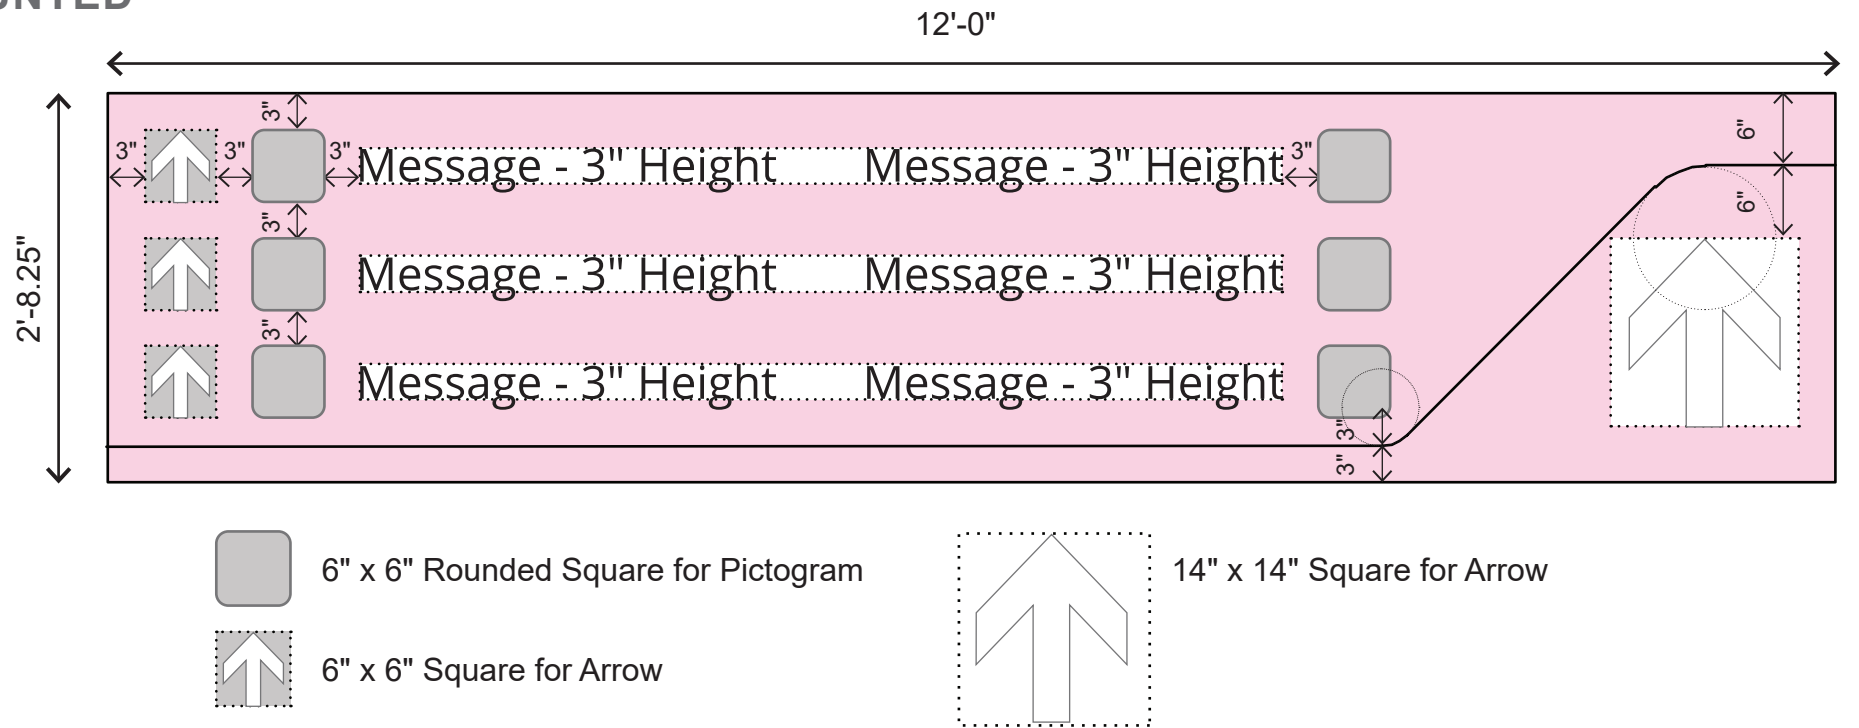 12'-0"
3"
3" 3" 3" Message - 3" Height Message - 3" Height 3" 6"
3" 6"
2'-8.25" Message - 3" Height Message - 3" Height
3"
Message - 3" Height Message - 3" Height
3"
3"
6" x 6" Rounded Square for Pictogram 14" x 14" Square for Arrow
6" x 6" Square for Arrow